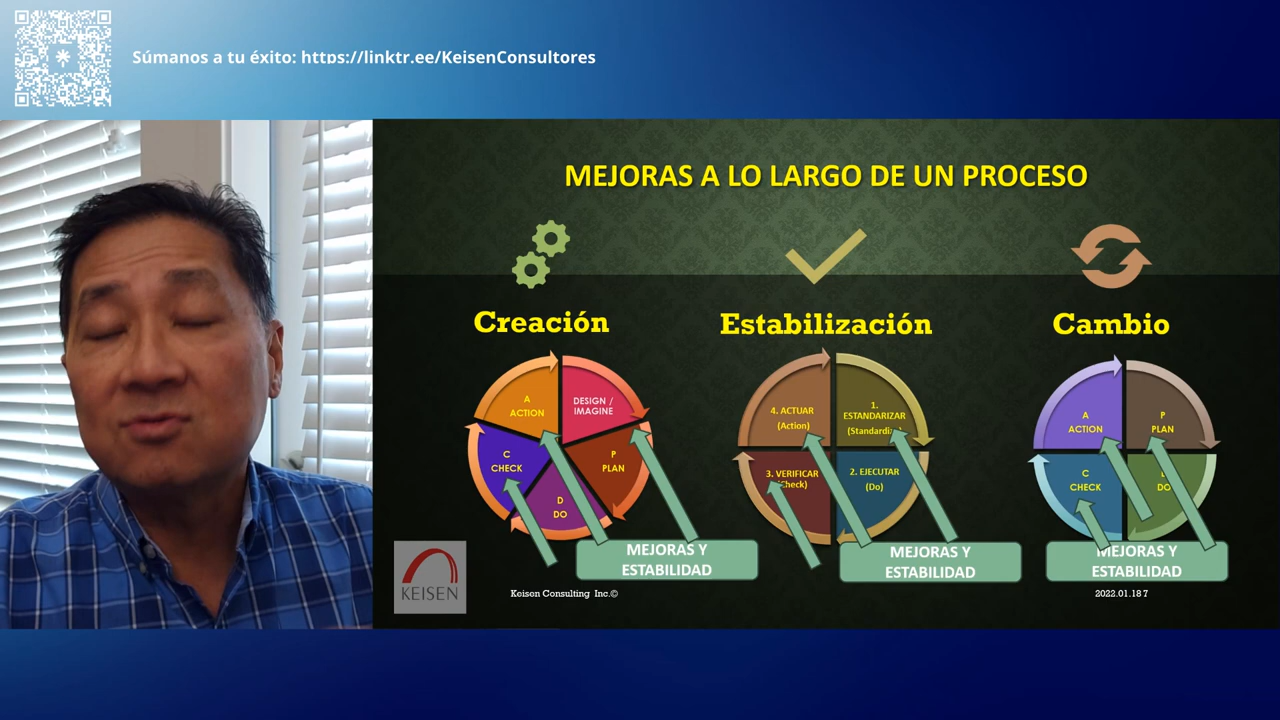 Súmanos a tu éxito: https://linktr.ee/KeisenConsultores
MEJORAS A LO LARGO DE UN PROCESO
Creación
Estabilización
Cambio
A
ACTION
DESIGN /
IMAGINE
C
CHECK
P
PLAN
D
DO
4. ACTUAR
(Action)
1.
ESTANDARIZAR
3. VERIFICAR
2. EJECUTAR
(Do)
A
ACTION
P
PLAN
C
CHECK
DO
MEJORAS Y
ESTABILIDAD
MEJORAS Y
ESTABILIDAD
MEJORAS Y
ESTABILIDAD
KEISEN
Keisen Consulting Inc.©
2022.01.18 7